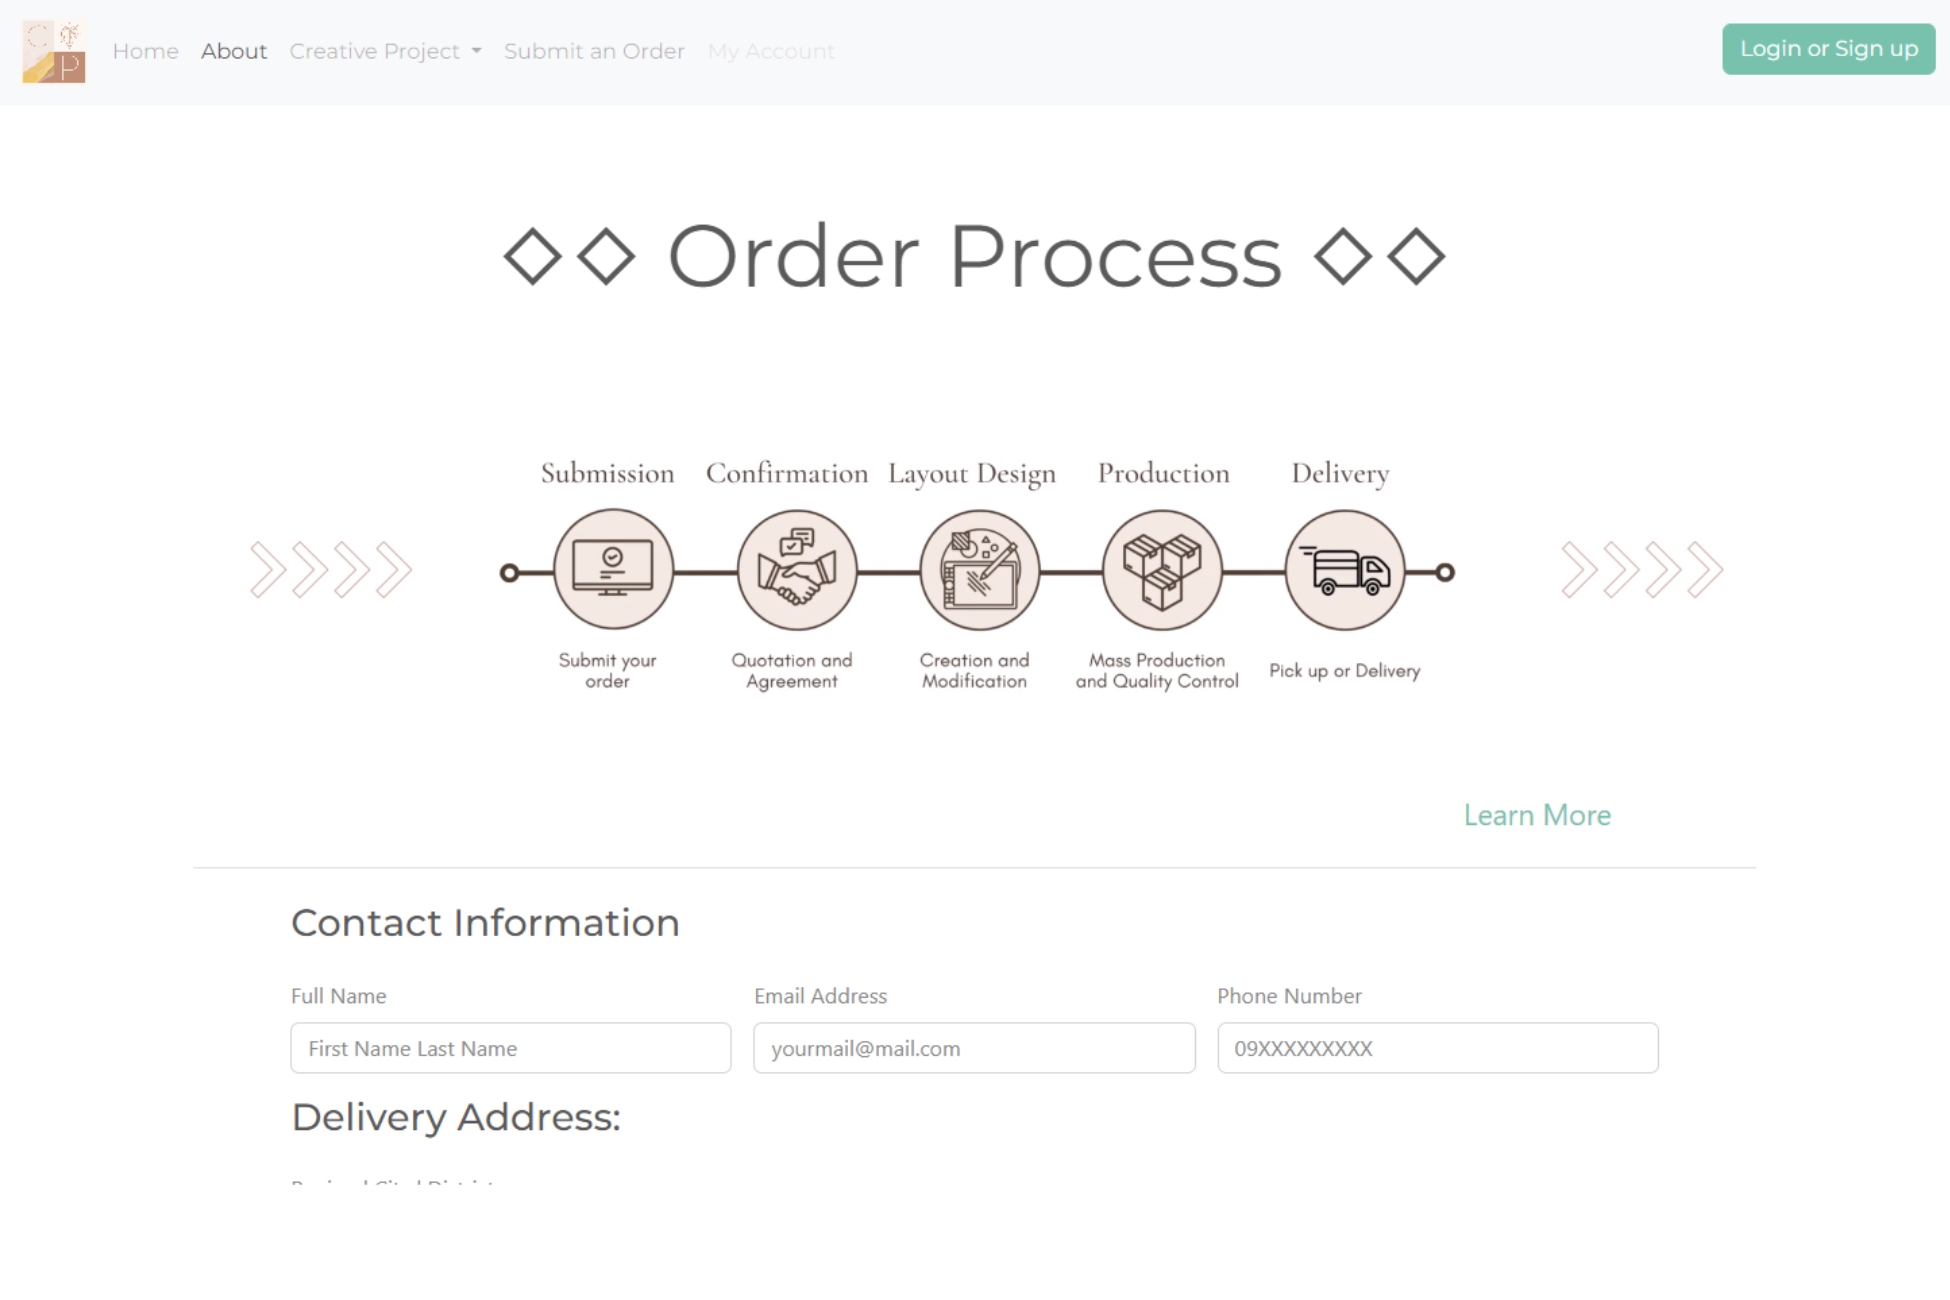 C
P
Home About Creative Project Submit an Order My Account Login or Sign up
Order Process
Submission Confirmation Layout Design Production Delivery
Submit your
order
Quotation and
Agreement
Creation and
Modification
Mass Production
and Quality Control
Pick up or Delivery
Learn More
Contact Information
Full Name Email Address Phone Number
First Name Last Name yourmail@mail.com 09XXXXXXXXX
Delivery Address: